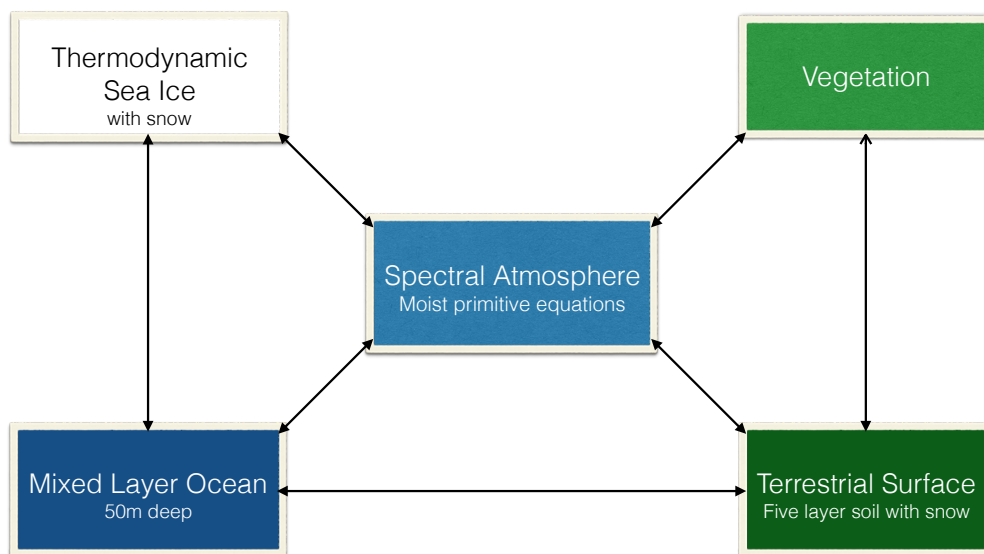 Thermodynamic
Sea Ice
with snow
Vegetation
Spectral Atmosphere
Moist primitive equations
Mixed Layer Ocean
50m deep
Terrestrial Surface
Five layer soil with snow